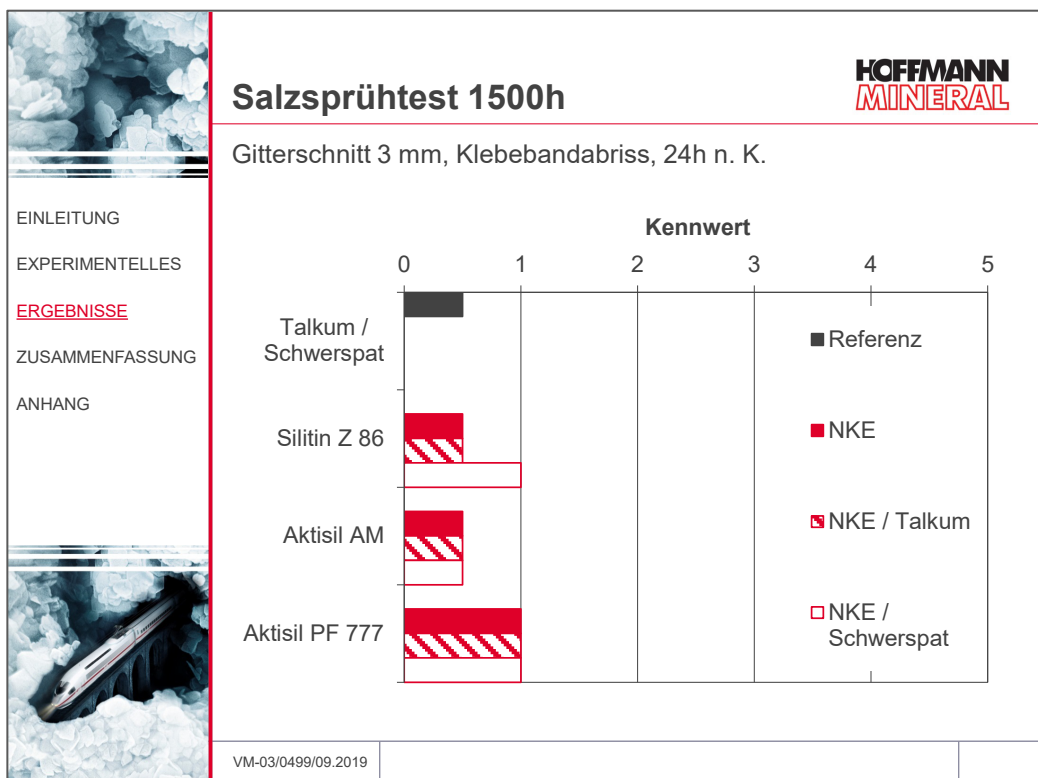 Salzsprühtest 1500h
HOFFMANN
MINERAL
Gitterschnitt 3 mm, Klebebandabriss, 24h n. K.
EINLEITUNG
EXPERIMENTELLES
ERGEBNISSE
ZUSAMMENFASSUNG
ANHANG
Kennwert
0 1 2 3 4 5
Talkum /
Schwerspat
Silitin Z 86
Aktisil AM
Aktisil PF 777
Referenz
NKE
NKE / Talkum
NKE /
Schwerspat
VM-03/0499/09.2019